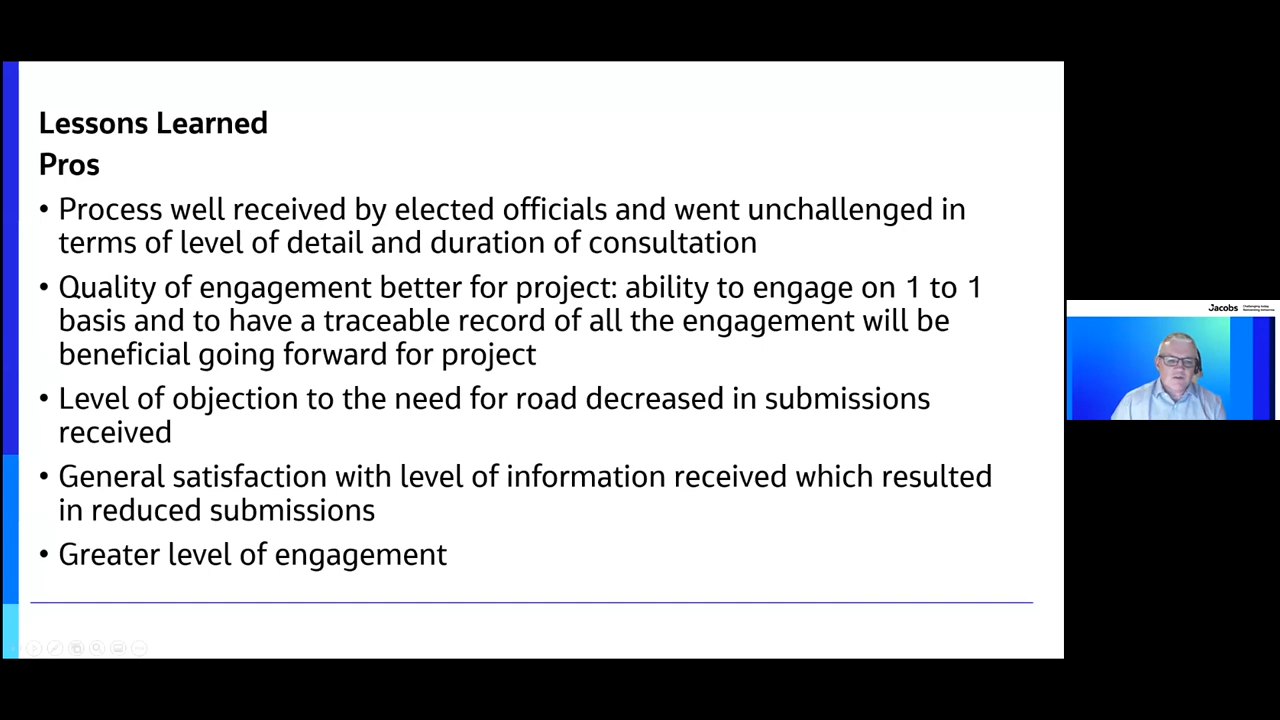 Lessons Learned
Pros
• Process well received by elected officials and went unchallenged in
terms of level of detail and duration of consultation
• Quality of engagement better for project: ability to engage on 1 to 1
basis and to have a traceable record of all the engagement will be
beneficial going forward for project
• Level of objection to the need for road decreased in submissions
received
• General satisfaction with level of information received which resulted
in reduced submissions
• Greater level of engagement
Jacobs
Challenging today.
Reinventing tomorrow.